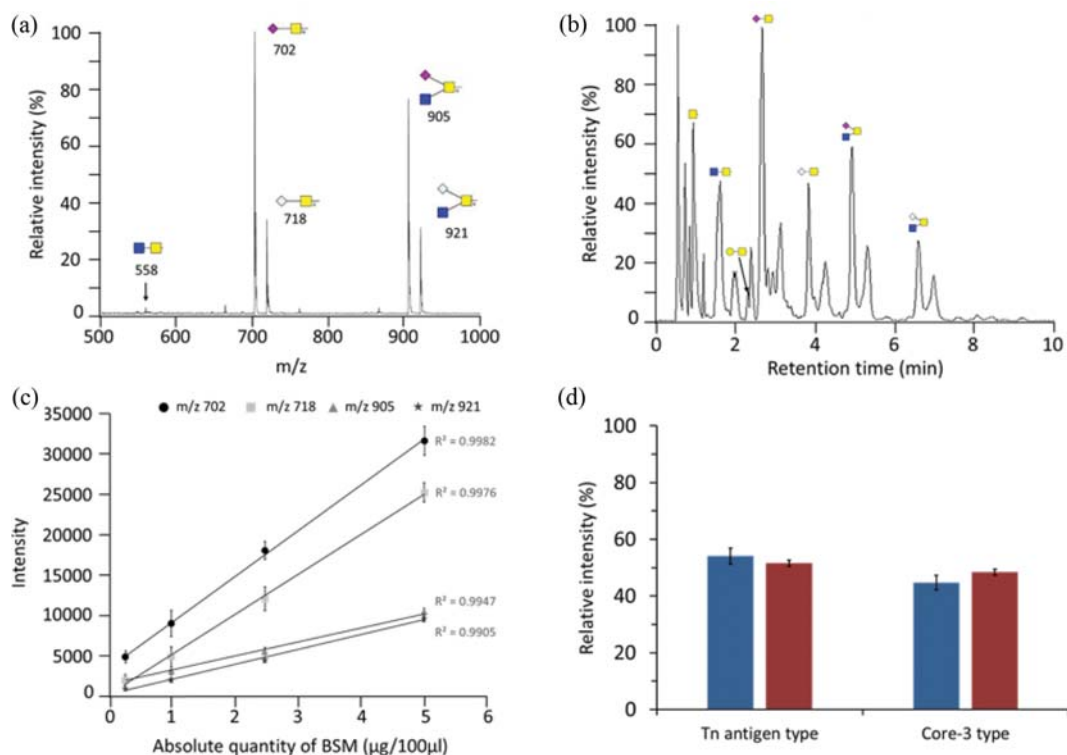 (a)
Relative intensity (%)
100
80
60
40
20
0
702
718
905
921
558
500 600 700 800 900 1000
m/z
(b)
Relative intensity (%)
100
80
60
40
20
0
0 2 4 6 8 10
Retention time (min)
(c)
m/z 702 m/z 718 m/z 905 m/z 921
Intensity
35000
30000
25000
20000
15000
10000
5000
0
R² = 0.9982
R² = 0.9976
R² = 0.9947
R² = 0.9905
0 1 2 3 4 5 6
Absolute quantity of BSM (µg/100µl)
(d)
Relative intensity (%)
100
80
60
40
20
0
Tn antigen type Core-3 type